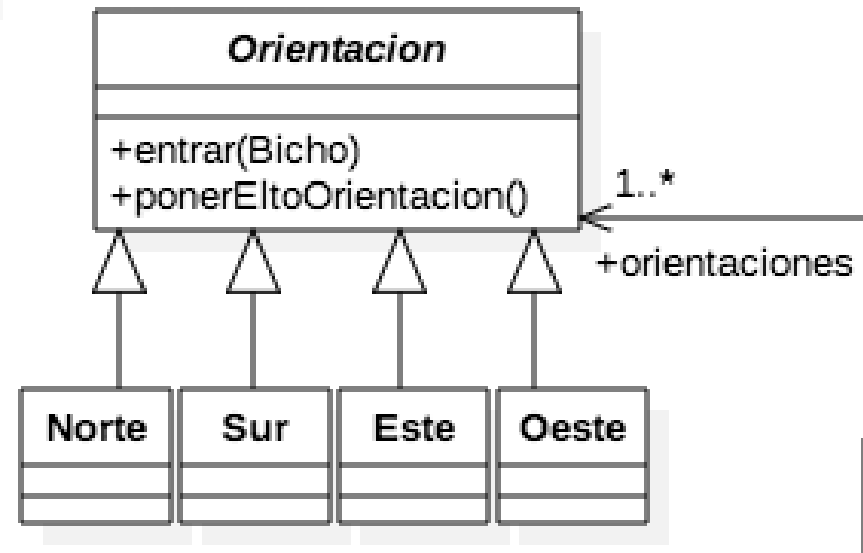 Orientacion
+entrar(Bicho)
+ponerEltoOrientacion()
1..*
+orientaciones
Norte
Sur
Este
Oeste